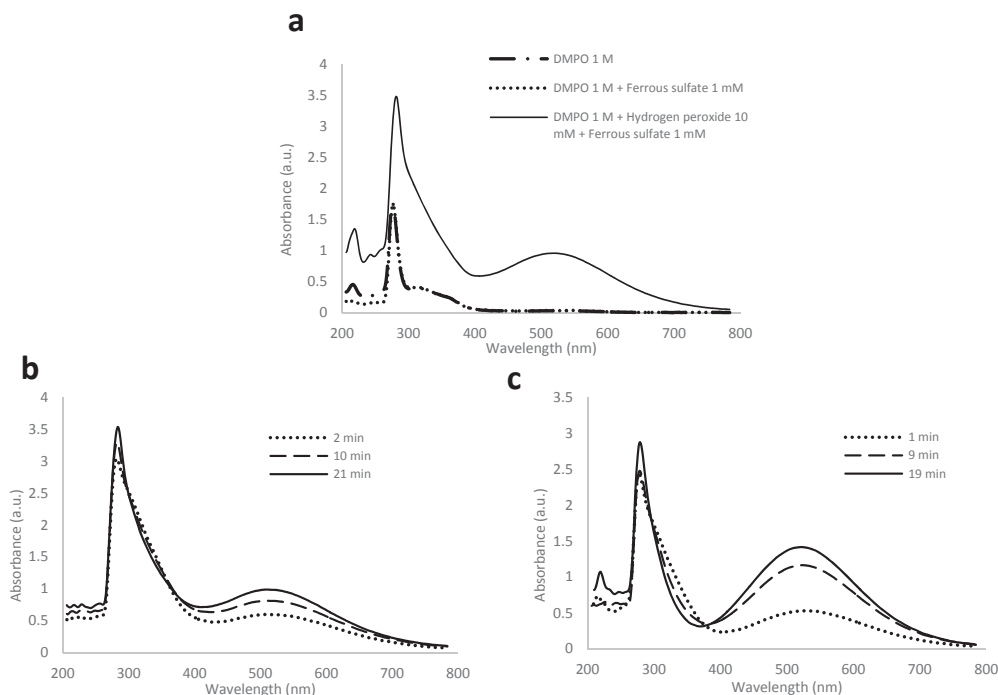 a
DMPO 1 M
DMPO 1 M + Ferrous sulfate 1 mM
DMPO 1 M + Hydrogen peroxide 10
mM + Ferrous sulfate 1 mM
Absorbance (a.u.)
4
3.5
3
2.5
2
1.5
1
0.5
0
200 300 400 500 600 700 800
Wavelength (nm)
b
2 min
10 min
21 min
Absorbance (a.u.)
4
3.5
3
2.5
2
1.5
1
0.5
0
200 300 400 500 600 700 800
Wavelength (nm)
c
1 min
9 min
19 min
Absorbance (a.u.)
3.5
3
2.5
2
1.5
1
0.5
0
200 300 400 500 600 700 800
Wavelength (nm)